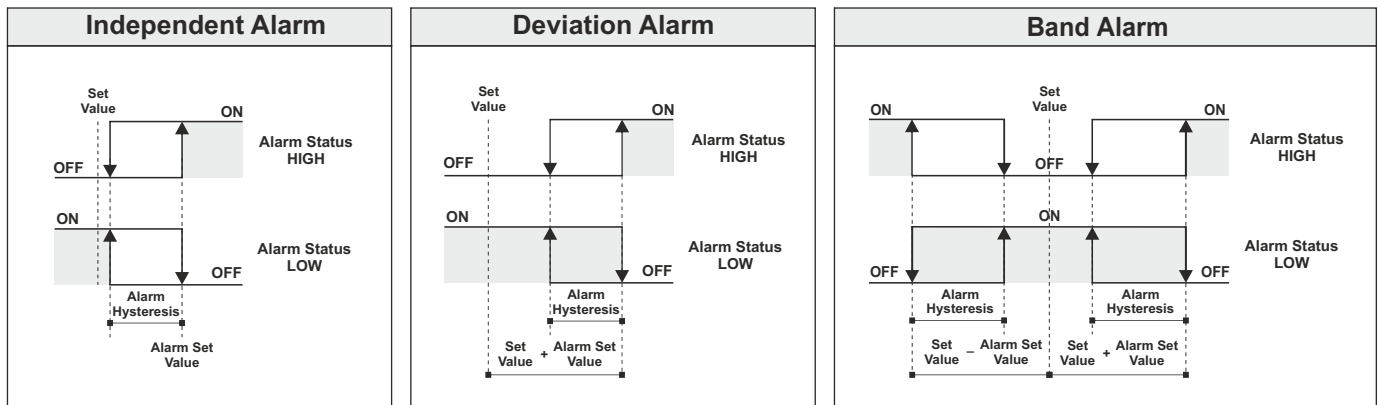 Independent Alarm
Set
Value
ON
OFF
Alarm Status
HIGH
ON
OFF
Alarm Status
LOW
Alarm
Hysteresis
Alarm Set
Value
Deviation Alarm
Set
Value
ON
OFF
Alarm Status
HIGH
ON
OFF
Alarm Status
LOW
Alarm
Hysteresis
Set
Value + Alarm Set
Value
Band Alarm
Set
Value
ON
ON
OFF
Alarm Status
HIGH
ON
OFF
OFF
Alarm Status
LOW
Alarm
Hysteresis
Alarm
Hysteresis
Set
Value – Alarm Set
Value
Set
Value + Alarm Set
Value